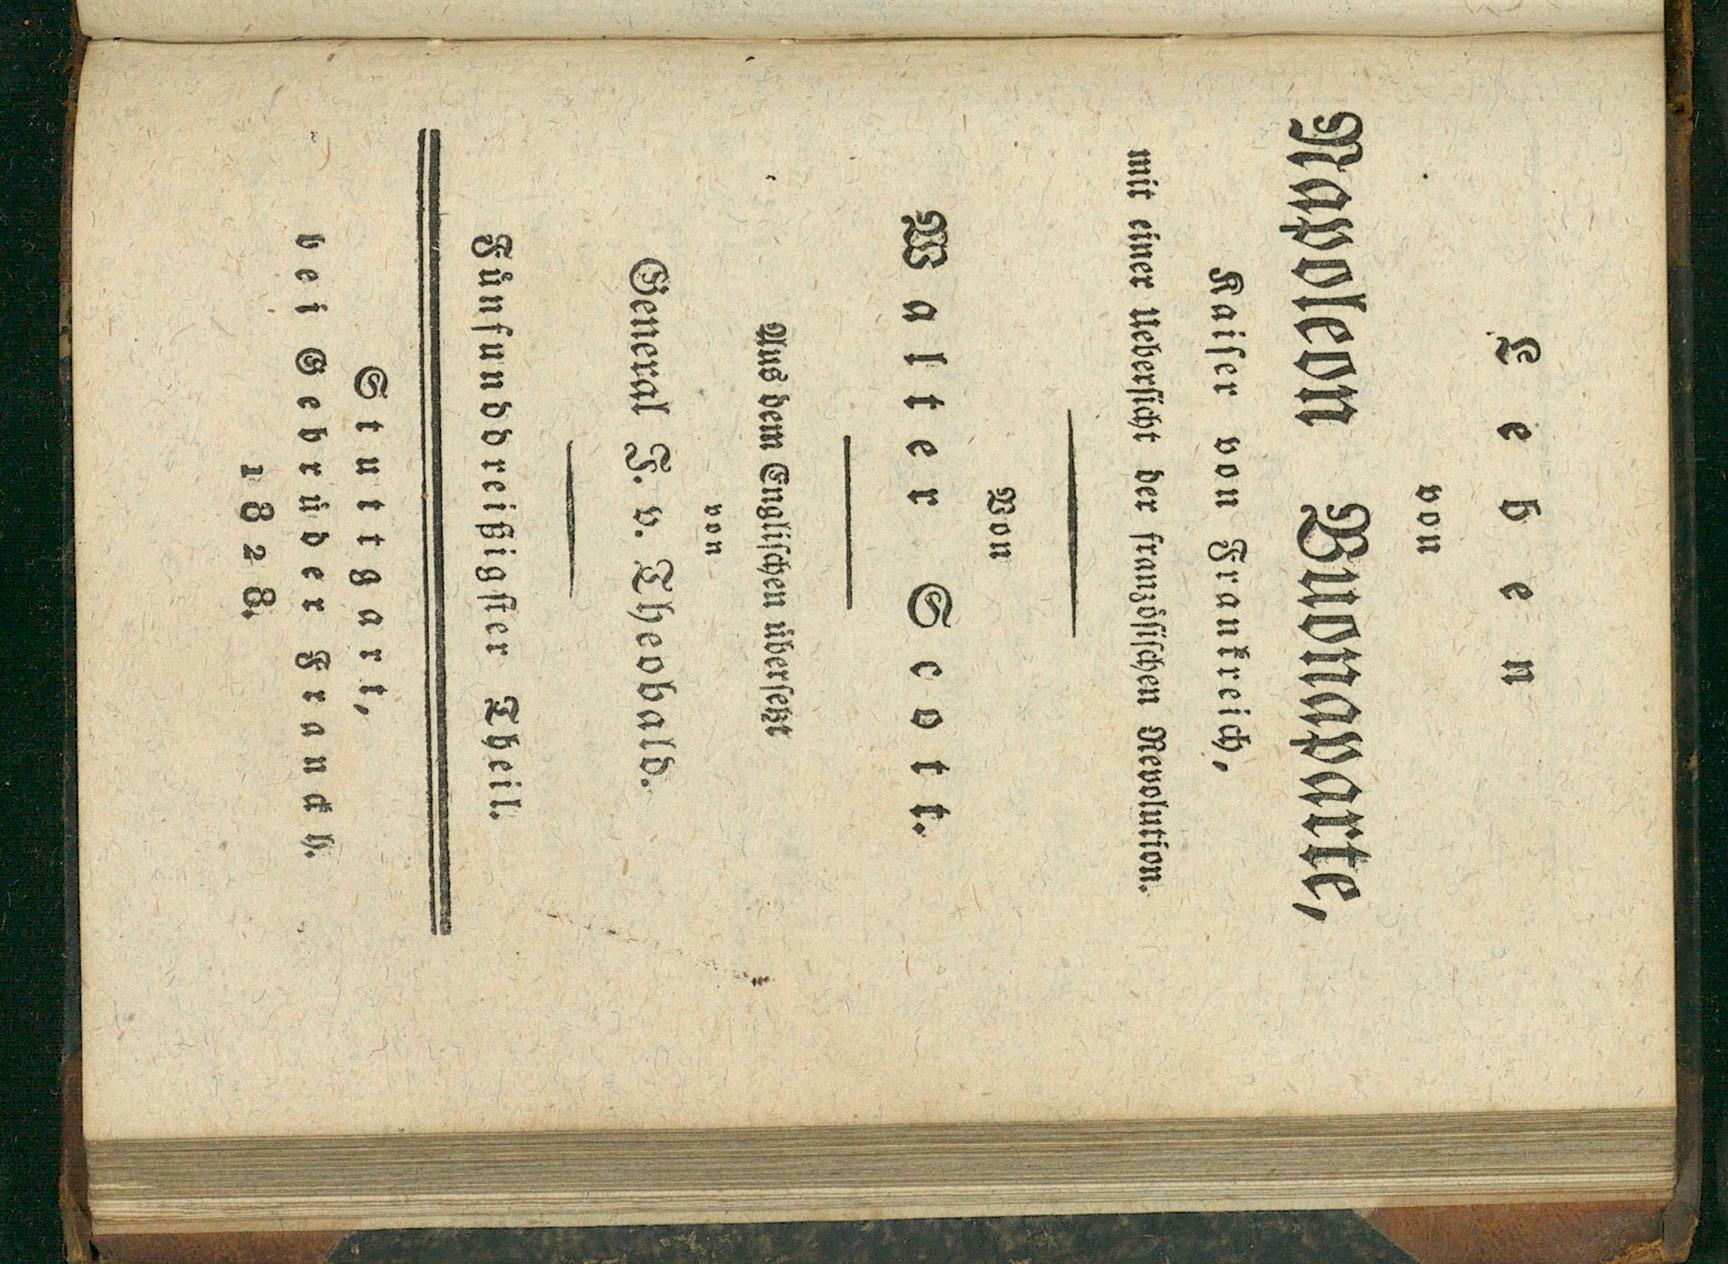 Leben
von
Napoleon Buonaparte,
Kaiser von Frankreich,
mit einer Uebersicht der französischen Revolution.
Von
Walter Scott.
Aus dem Englischen übersetzt
von
General J. v. Theobald.
Fünfunddreißigster Theil.
Stuttgart,
bei Gebrüder Franckh.
1828.